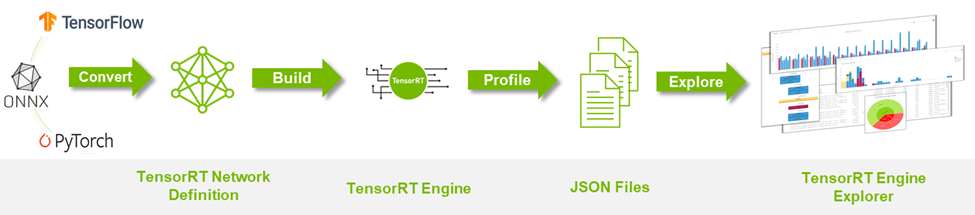 TensorFlow
ONNX
PyTorch
Convert
Build
TensorRT
Profile
Explore
TensorRT Network
Definition
TensorRT Engine
JSON Files
TensorRT Engine
Explorer